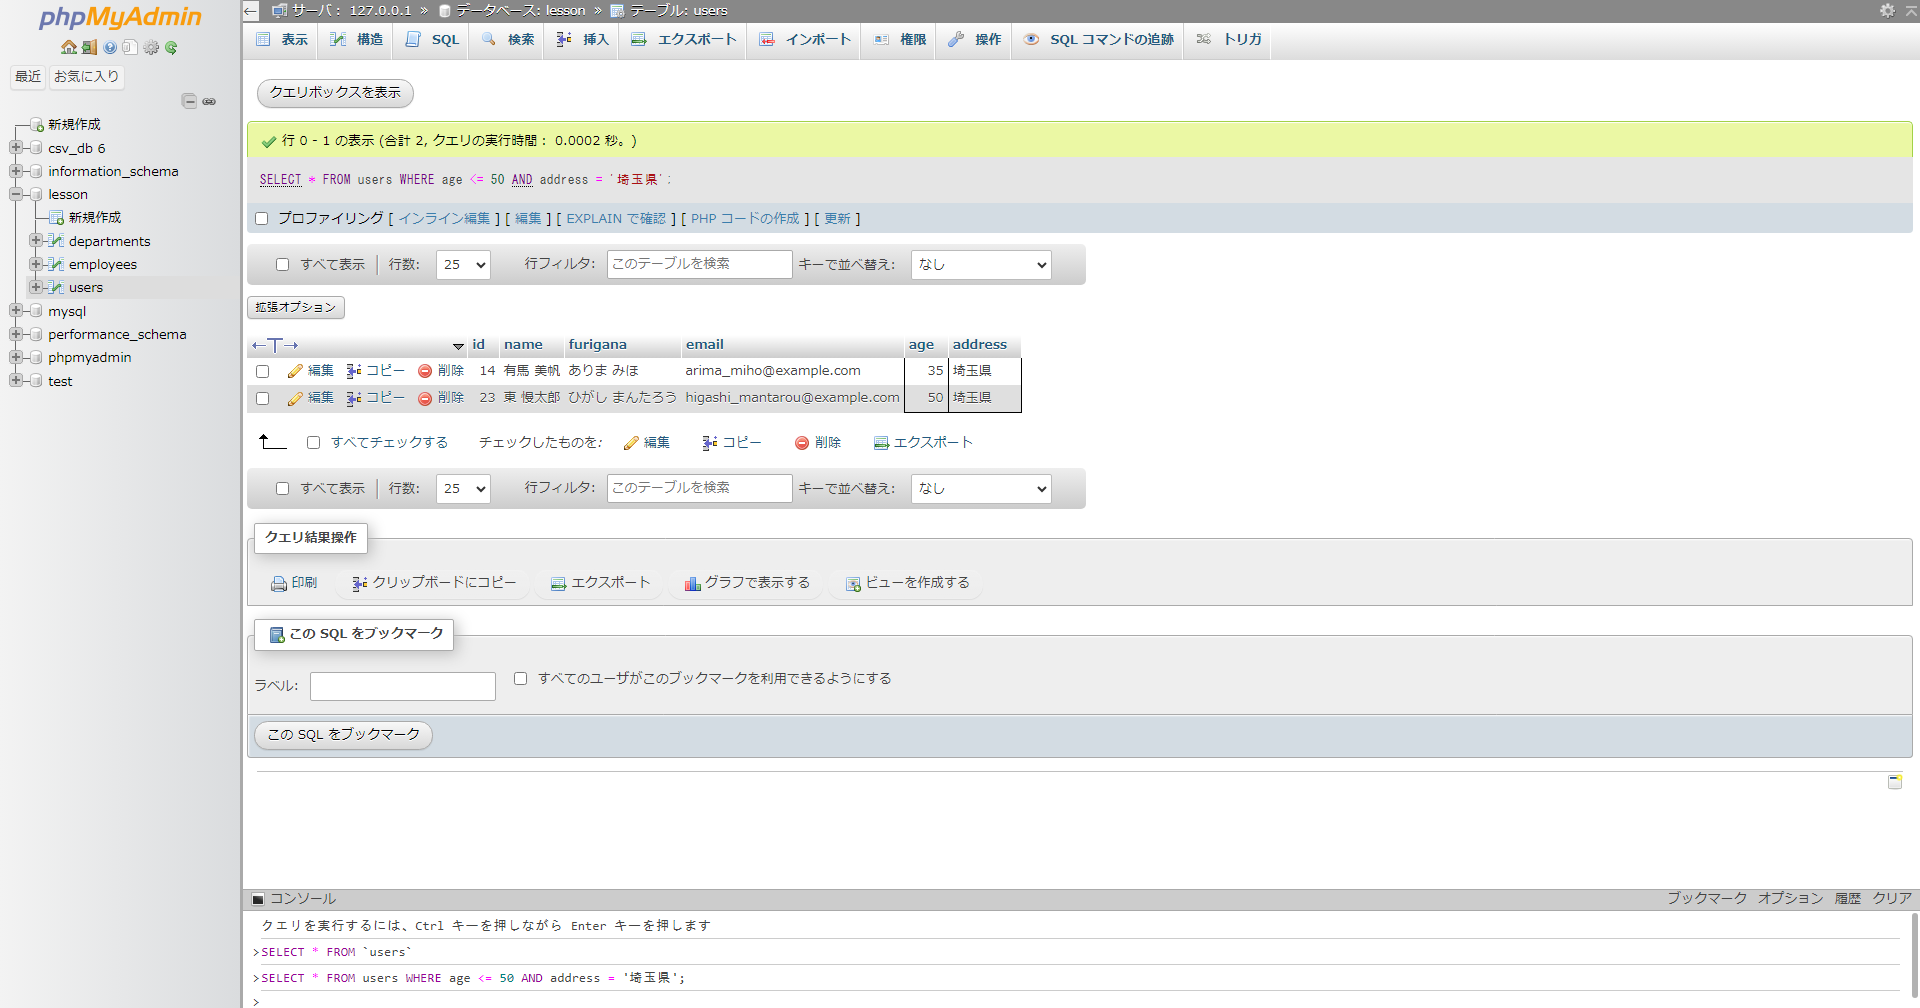 phpMyAdmin
最近 お気に入り
新規作成
csv_db 6
information_schema
lesson
新規作成
departments
employees
users
mysql
performance_schema
phpmyadmin
test
サーバ： 127.0.0.1 » データベース: lesson » テーブル: users
表示 構造 SQL 検索 挿入 エクスポート インポート 権限 操作 SQL コマンドの追跡 トリガ
クエリボックスを表示
行 0 - 1 の表示 (合計 2, クエリの実行時間： 0.0002 秒。)
SELECT * FROM users WHERE age <= 50 AND address = '埼玉県';
プロファイリング [ インライン編集 ] [ 編集 ] [ EXPLAIN で確認 ] [ PHP コードの作成 ] [ 更新 ]
すべて表示 行数: 25 行フィルタ: このテーブルを検索 キーで並べ替え: なし
拡張オプション
←T→ id name furigana email age address
編集 コピー 削除 14 有馬 美帆 ありま みほ arima_miho@example.com 35 埼玉県
編集 コピー 削除 23 東 慢太郎 ひがし まんたろう higashi_mantarou@example.com 50 埼玉県
すべてチェックする チェックしたものを: 編集 コピー 削除 エクスポート
すべて表示 行数: 25 行フィルタ: このテーブルを検索 キーで並べ替え: なし
クエリ結果操作
印刷 クリップボードにコピー エクスポート グラフで表示する ビューを作成する
この SQL をブックマーク
ラベル: すべてのユーザがこのブックマークを利用できるようにする
この SQL をブックマーク
コンソール ブックマーク オプション 履歴 クリア
クエリを実行するには、Ctrl キーを押しながら Enter キーを押します
>SELECT * FROM `users`
>SELECT * FROM users WHERE age <= 50 AND address = '埼玉県';
>